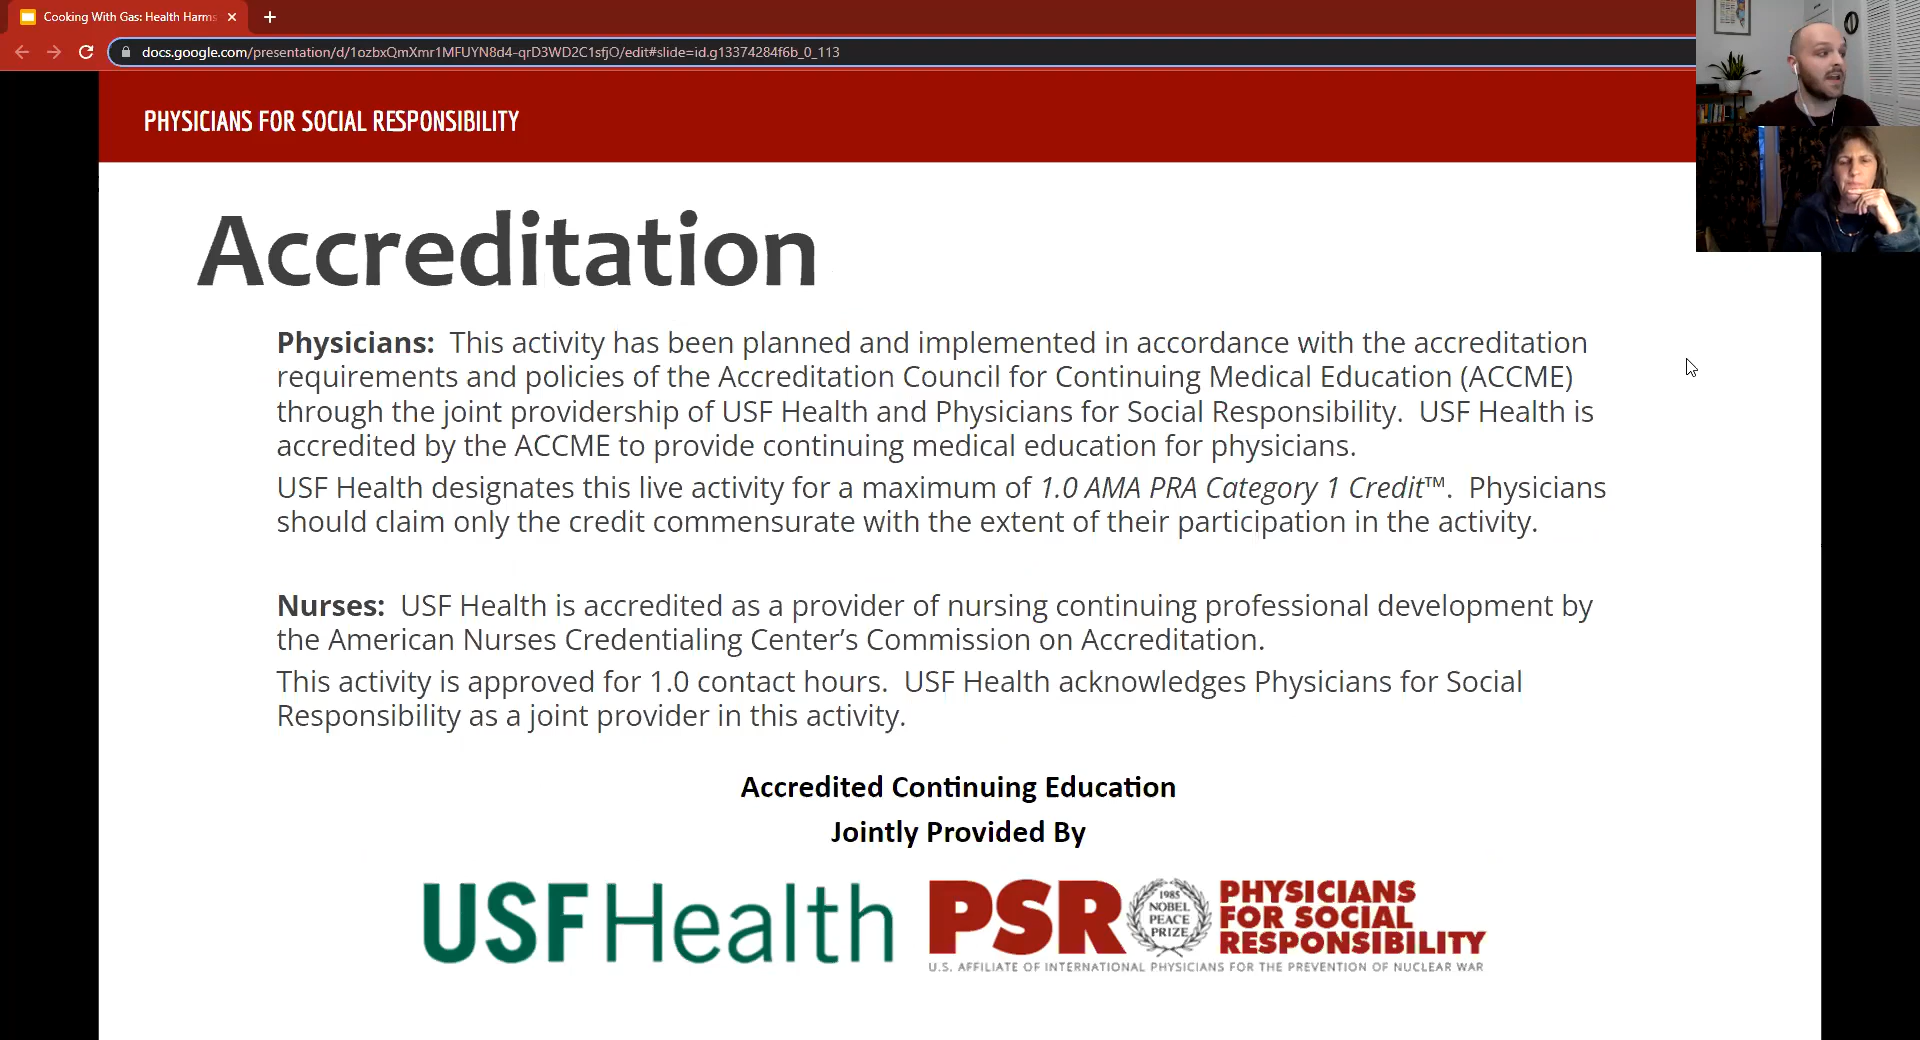 Cooking With Gas: Health Harms
docs.google.com/presentation/d/1ozbxQmXmr1MFUYN8d4-qrD3WD2C1sfjO/edit#slide=id.g13374284f6b_0_113
PHYSICIANS FOR SOCIAL RESPONSIBILITY
Accreditation
Physicians: This activity has been planned and implemented in accordance with the accreditation
requirements and policies of the Accreditation Council for Continuing Medical Education (ACCME)
through the joint providership of USF Health and Physicians for Social Responsibility. USF Health is
accredited by the ACCME to provide continuing medical education for physicians.
USF Health designates this live activity for a maximum of 1.0 AMA PRA Category 1 Credit™. Physicians
should claim only the credit commensurate with the extent of their participation in the activity.
Nurses: USF Health is accredited as a provider of nursing continuing professional development by
the American Nurses Credentialing Center's Commission on Accreditation.
This activity is approved for 1.0 contact hours. USF Health acknowledges Physicians for Social
Responsibility as a joint provider in this activity.
Accredited Continuing Education
Jointly Provided By
USF Health
PSR
1985
NOBEL
PEACE
PRIZE
PHYSICIANS
FOR SOCIAL
RESPONSIBILITY
U.S. AFFILIATE OF INTERNATIONAL PHYSICIANS FOR THE PREVENTION OF NUCLEAR WAR